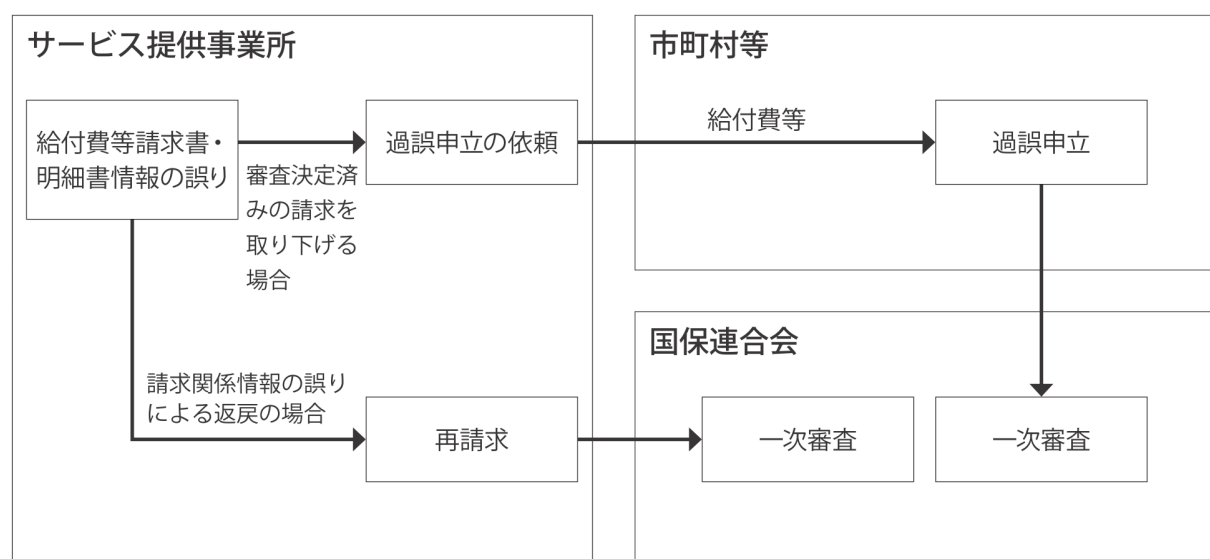 サービス提供事業所
給付費等請求書・
明細書情報の誤り
審査決定済
みの請求を
取り下げる
場合
過誤申立の依頼
請求関係情報の誤り
による返戻の場合
再請求
市町村等
給付費等
過誤申立
国保連合会
一次審査
一次審査